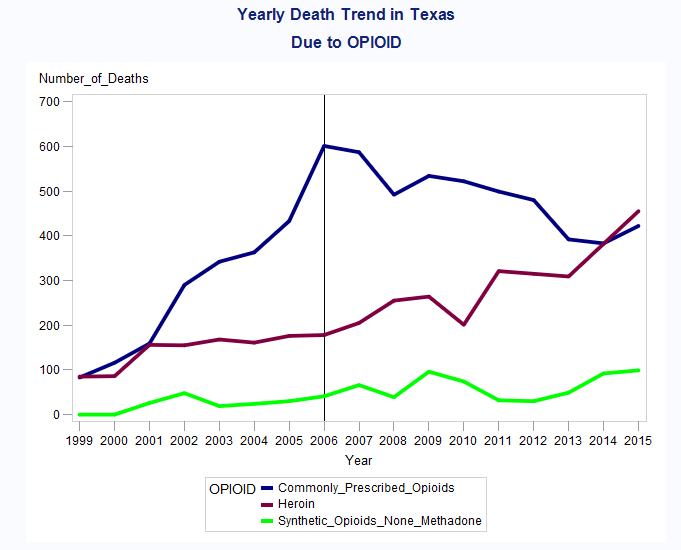 Yearly Death Trend in Texas
Due to OPIOID
Number_of_Deaths
700
600
500
400
300
200
100
0
1999 2000 2001 2002 2003 2004 2005 2006 2007 2008 2009 2010 2011 2012 2013 2014 2015
Year
OPIOID
Commonly_Prescribed_Opioids
Heroin
Synthetic_Opioids_None_Methadone